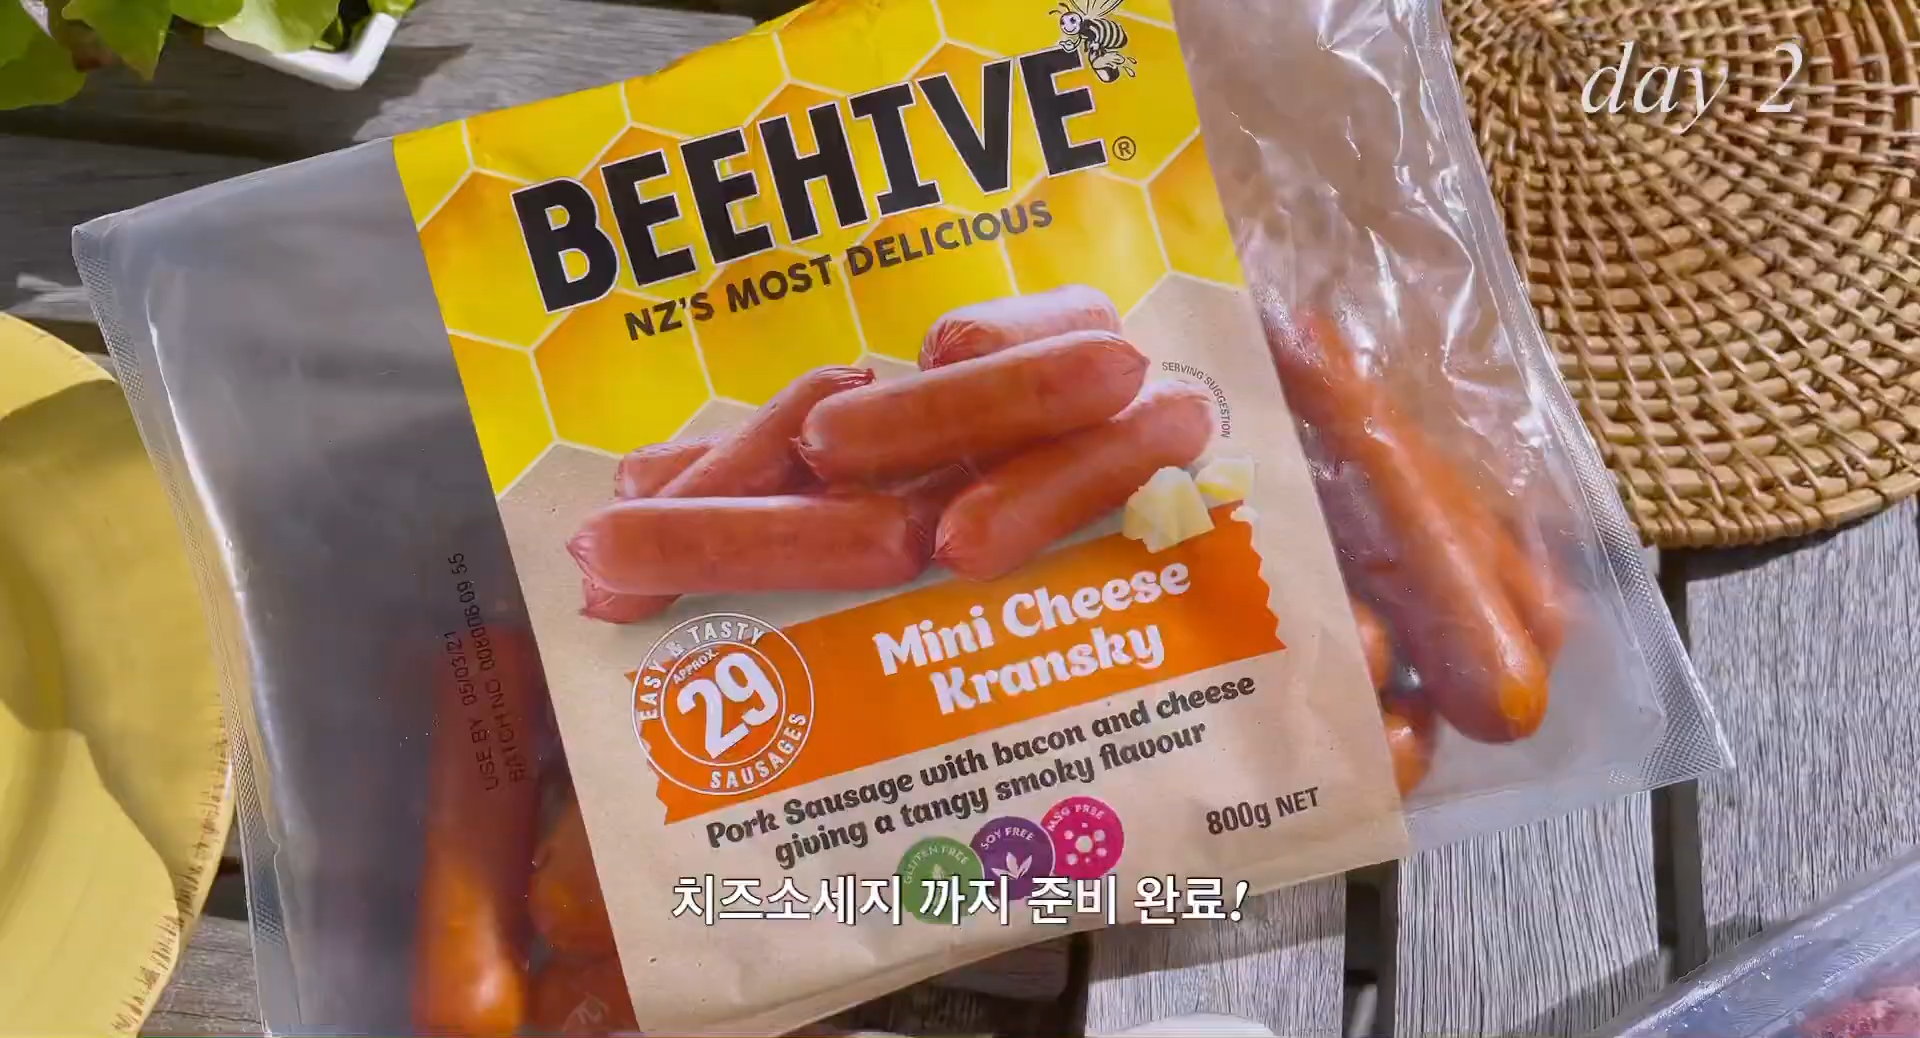 day 2
BEEHIVE®
NZ'S MOST DELICIOUS
SERVING SUGGESTION
Mini Cheese
Kransky
EASY & TASTY
APPROX.
29
SAUSAGES
Pork Sausage with bacon and cheese
giving a tangy smoky flavour
800g NET
GLUTEN FREE
SOY FREE
MSG FREE
USE BY 05/03/21
치즈소세지 까지 준비 완료!